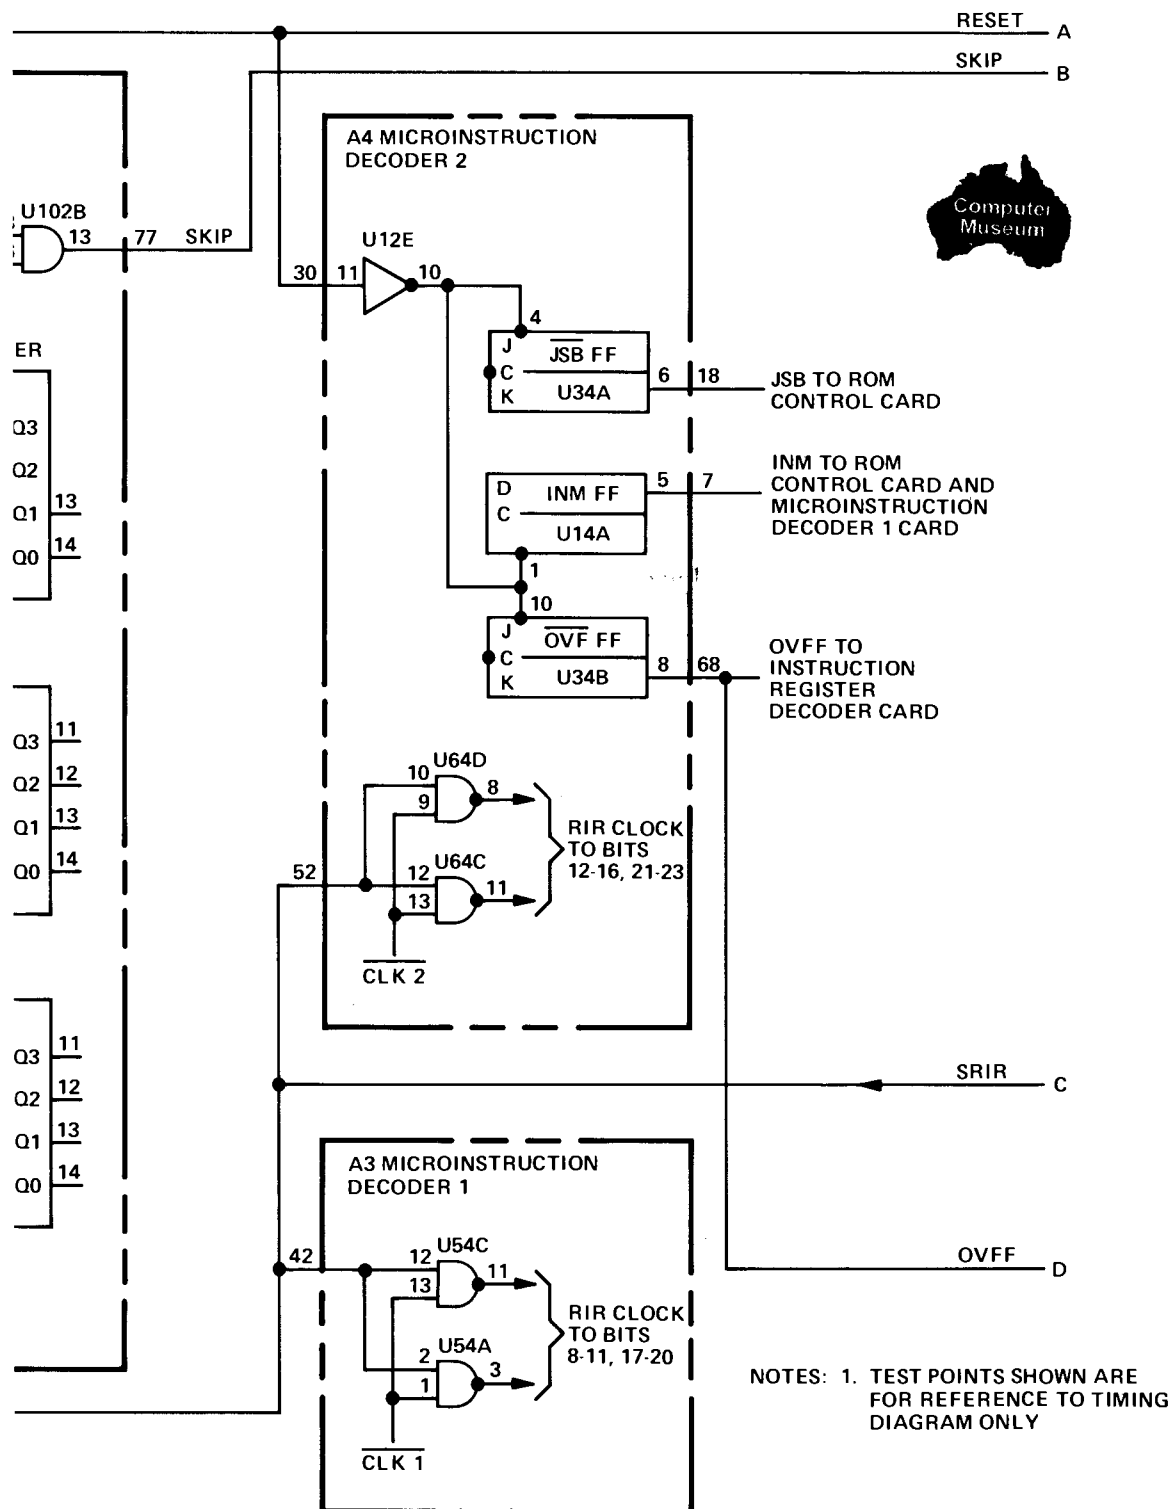 RESET A
SKIP B
A4 MICROINSTRUCTION
DECODER 2
Computer
Museum
U102B
13 77 SKIP
U12E
30 11 10
4
ER
J JSB FF
C
K U34A
6 18
JSB TO ROM
CONTROL CARD
Q3
Q2
Q1 13
Q0 14
D INM FF
C
U14A
5 7
INM TO ROM
CONTROL CARD AND
MICROINSTRUCTION
DECODER 1 CARD
1
10
J OVF FF
C
K U34B
8 68
OVFF TO
INSTRUCTION
REGISTER
DECODER CARD
Q3 11
Q2 12
Q1 13
Q0 14
U64D
10
9
8
U64C
52 12
13
11
RIR CLOCK
TO BITS
12-16, 21-23
CLK 2
Q3 11
Q2 12
Q1 13
Q0 14
SRIR C
A3 MICROINSTRUCTION
DECODER 1
U54C
42 12
13
11
U54A
2
1
3
RIR CLOCK
TO BITS
8-11, 17-20
CLK 1
OVFF D
NOTES: 1. TEST POINTS SHOWN ARE
FOR REFERENCE TO TIMING
DIAGRAM ONLY